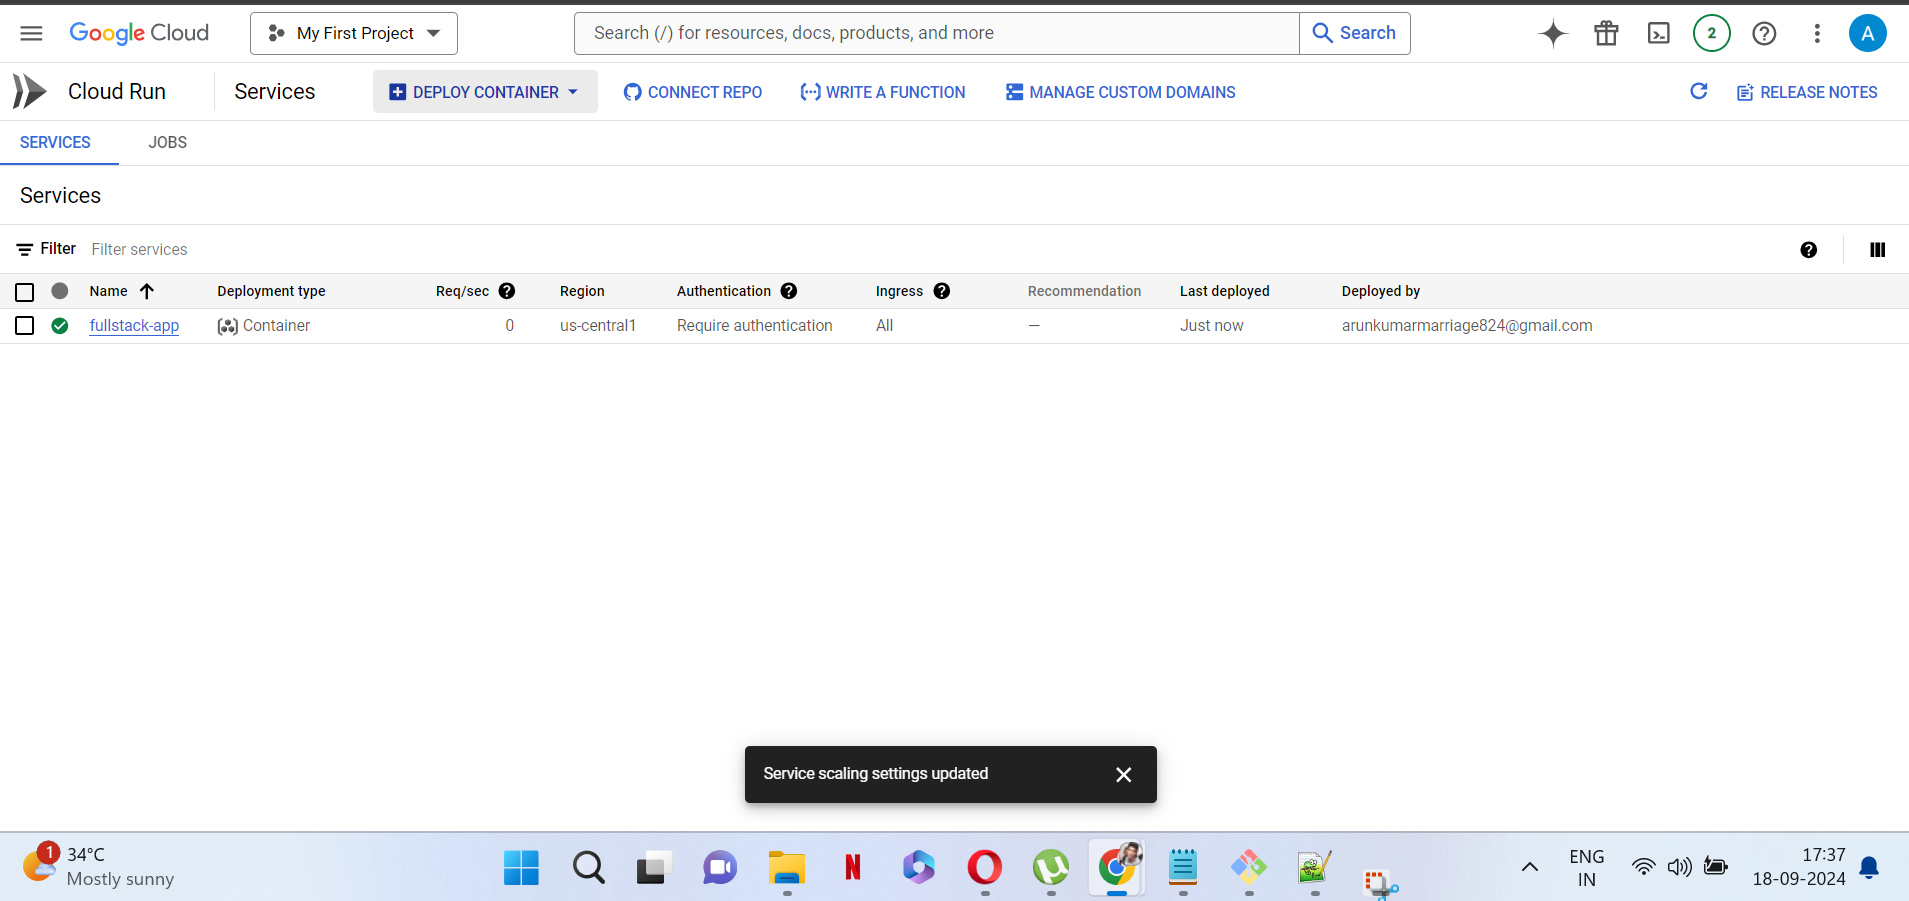 Google Cloud
My First Project
Search (/) for resources, docs, products, and more
Search
2
A
Cloud Run
Services
DEPLOY CONTAINER
CONNECT REPO
WRITE A FUNCTION
MANAGE CUSTOM DOMAINS
RELEASE NOTES
SERVICES
JOBS
Services
Filter
Filter services
Name
Deployment type
Req/sec
Region
Authentication
Ingress
Recommendation
Last deployed
Deployed by
fullstack-app
Container
0
us-central1
Require authentication
All
—
Just now
arunkumarmarriage824@gmail.com
Service scaling settings updated
1
34°C
Mostly sunny
N
ENG
IN
17:37
18-09-2024